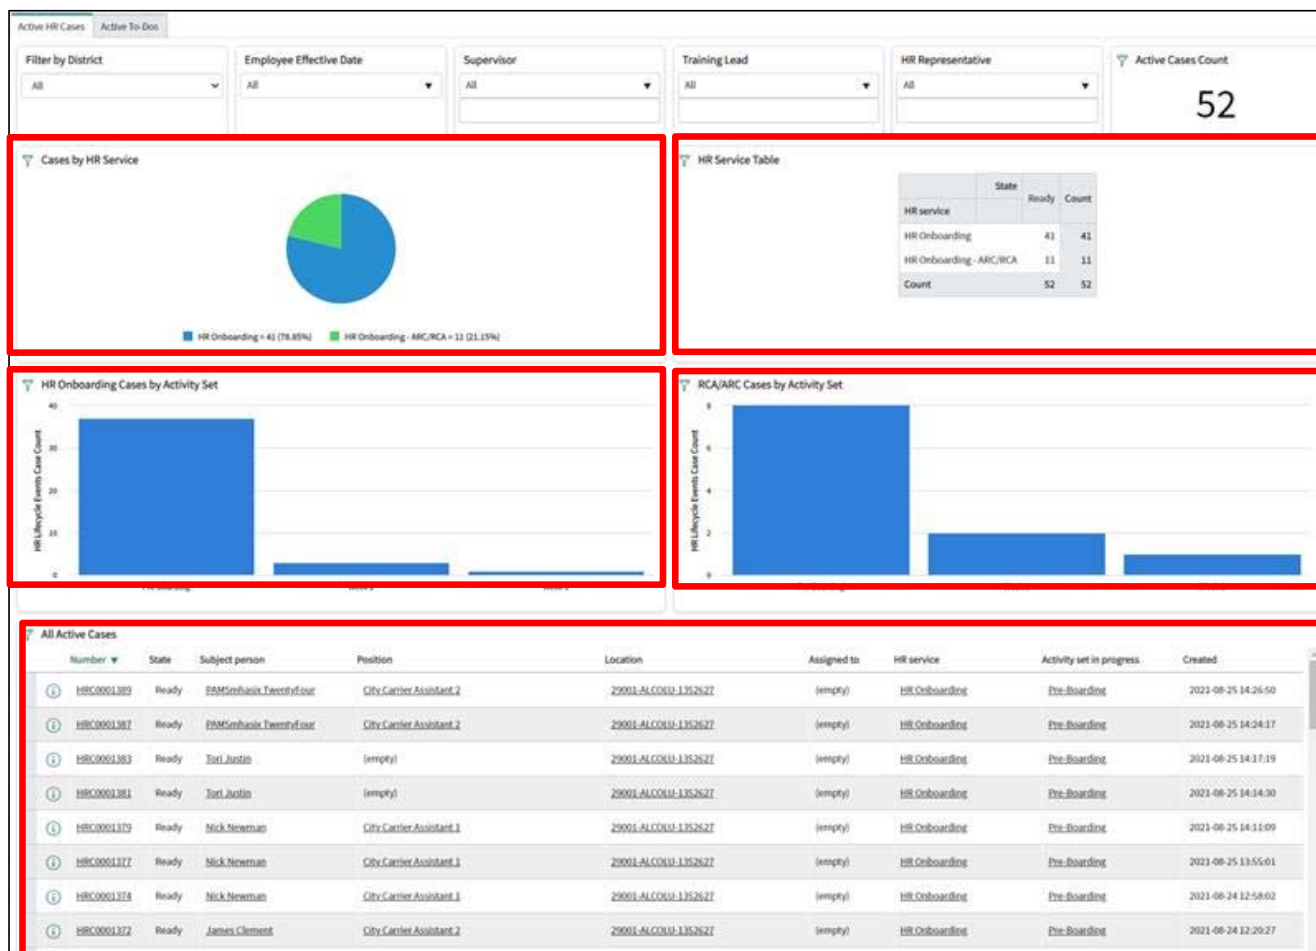 Active HR Cases Active To-Dos
Filter by District Employee Effective Date Supervisor Training Lead HR Representative Active Cases Count
All All All All All
52
Cases by HR Service
HR Onboarding = 41 (78.85%) HR Onboarding - ARC/RCA = 11 (21.15%)
HR Service Table
State
Ready Count
HR service
HR Onboarding 41 41
HR Onboarding - ARC/RCA 11 11
Count 52 52
HR Onboarding Cases by Activity Set
HR Lifecycle Events Case Count
40
30
20
10
0
RCA/ARC Cases by Activity Set
HR Lifecycle Events Case Count
8
6
4
2
0
All Active Cases
Number ▼ State Subject person Position Location Assigned to HR service Activity set in progress Created
HRC0001389 Ready PAMSmhasix TwentyFour City Carrier Assistant 2 29001-ALCOLU-1352627 (empty) HR Onboarding Pre-Boarding 2021-08-25 14:26:50
HRC0001387 Ready PAMSmhasix TwentyFour City Carrier Assistant 2 29001-ALCOLU-1352627 (empty) HR Onboarding Pre-Boarding 2021-08-25 14:24:17
HRC0001383 Ready Tori Justin (empty) 29001-ALCOLU-1352627 (empty) HR Onboarding Pre-Boarding 2021-08-25 14:17:19
HRC0001381 Ready Tori Justin (empty) 29001-ALCOLU-1352627 (empty) HR Onboarding Pre-Boarding 2021-08-25 14:14:30
HRC0001379 Ready Nick Newman City Carrier Assistant 1 29001-ALCOLU-1352627 (empty) HR Onboarding Pre-Boarding 2021-08-25 14:11:09
HRC0001377 Ready Nick Newman City Carrier Assistant 1 29001-ALCOLU-1352627 (empty) HR Onboarding Pre-Boarding 2021-08-25 13:55:01
HRC0001374 Ready Nick Newman City Carrier Assistant 1 29001-ALCOLU-1352627 (empty) HR Onboarding Pre-Boarding 2021-08-24 12:58:02
HRC0001372 Ready James Clement City Carrier Assistant 2 29001-ALCOLU-1352627 (empty) HR Onboarding Pre-Boarding 2021-08-24 12:20:27